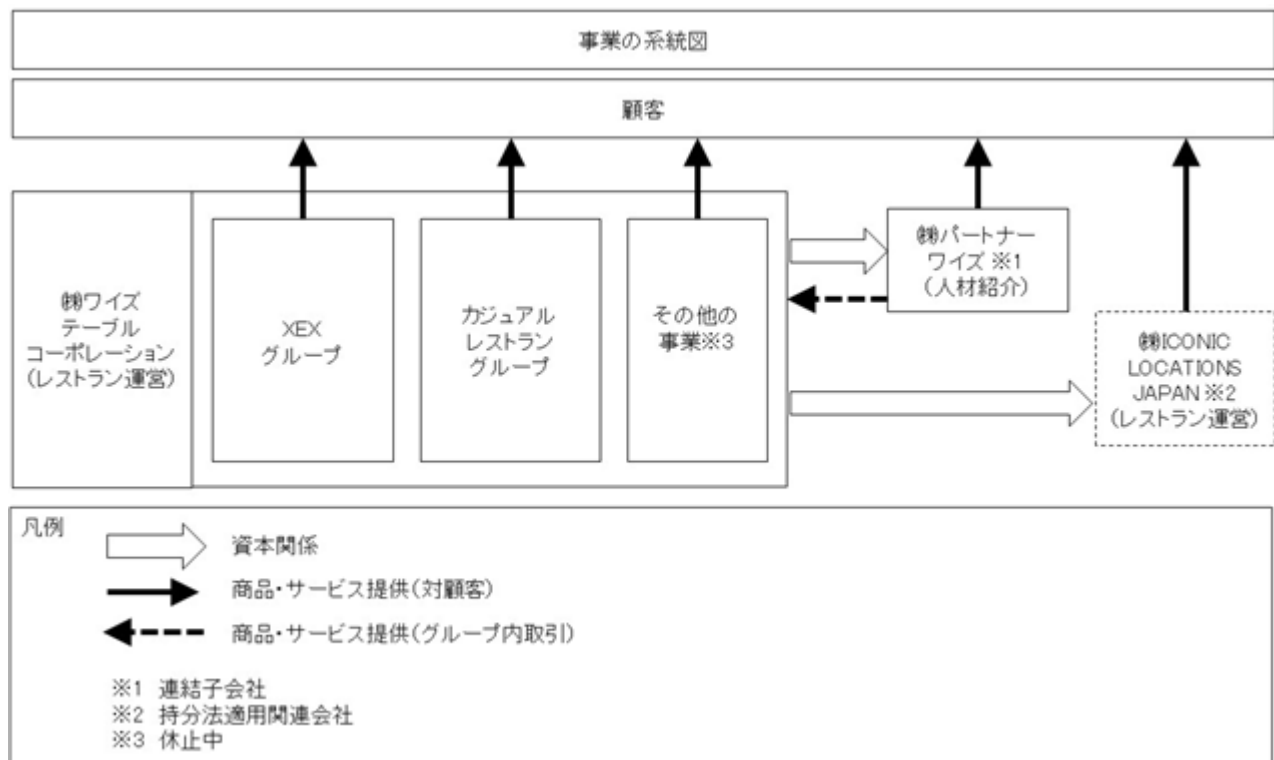 事業の系統図
顧客
㈱ワイズ
テーブル
コーポレーション
(レストラン運営)
XEX
グループ
カジュアル
レストラン
グループ
その他の
事業※3
㈱パートナー
ワイズ ※1
(人材紹介)
㈱ICONIC
LOCATIONS
JAPAN ※2
(レストラン運営)
凡例
資本関係
商品・サービス提供(対顧客)
商品・サービス提供(グループ内取引)
※1 連結子会社
※2 持分法適用関連会社
※3 休止中